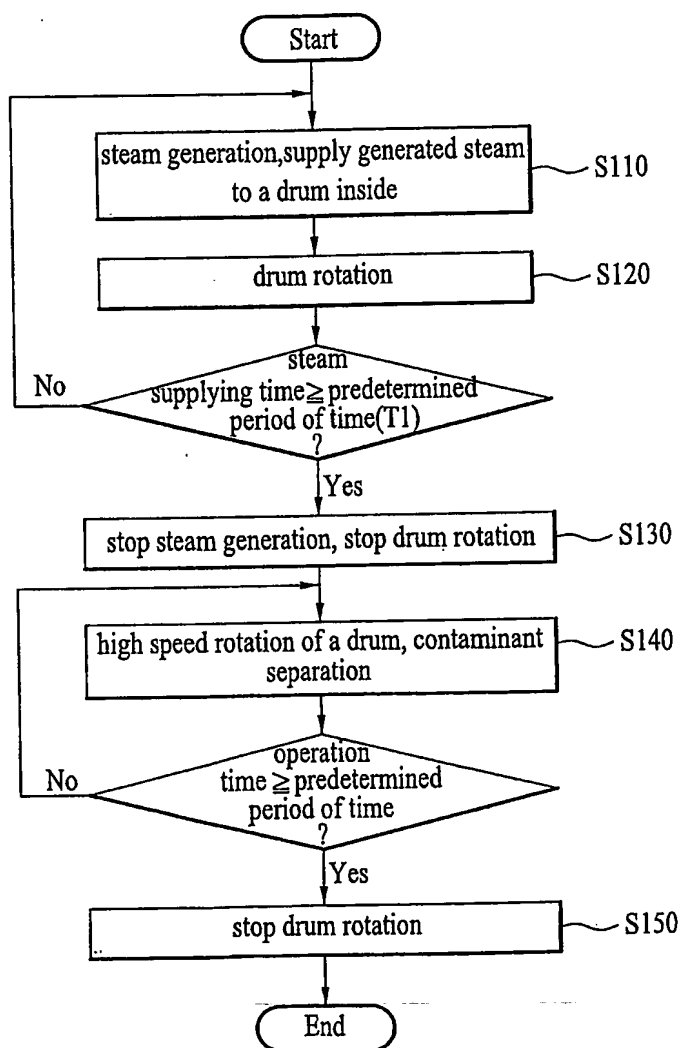 Start
steam generation,supply generated steam
to a drum inside
S110
drum rotation
S120
steam
supplying time≧predetermined
period of time(T1)
?
No
Yes
stop steam generation, stop drum rotation
S130
high speed rotation of a drum, contaminant
separation
S140
operation
time≧predetermined
period of time
?
No
Yes
stop drum rotation
S150
End